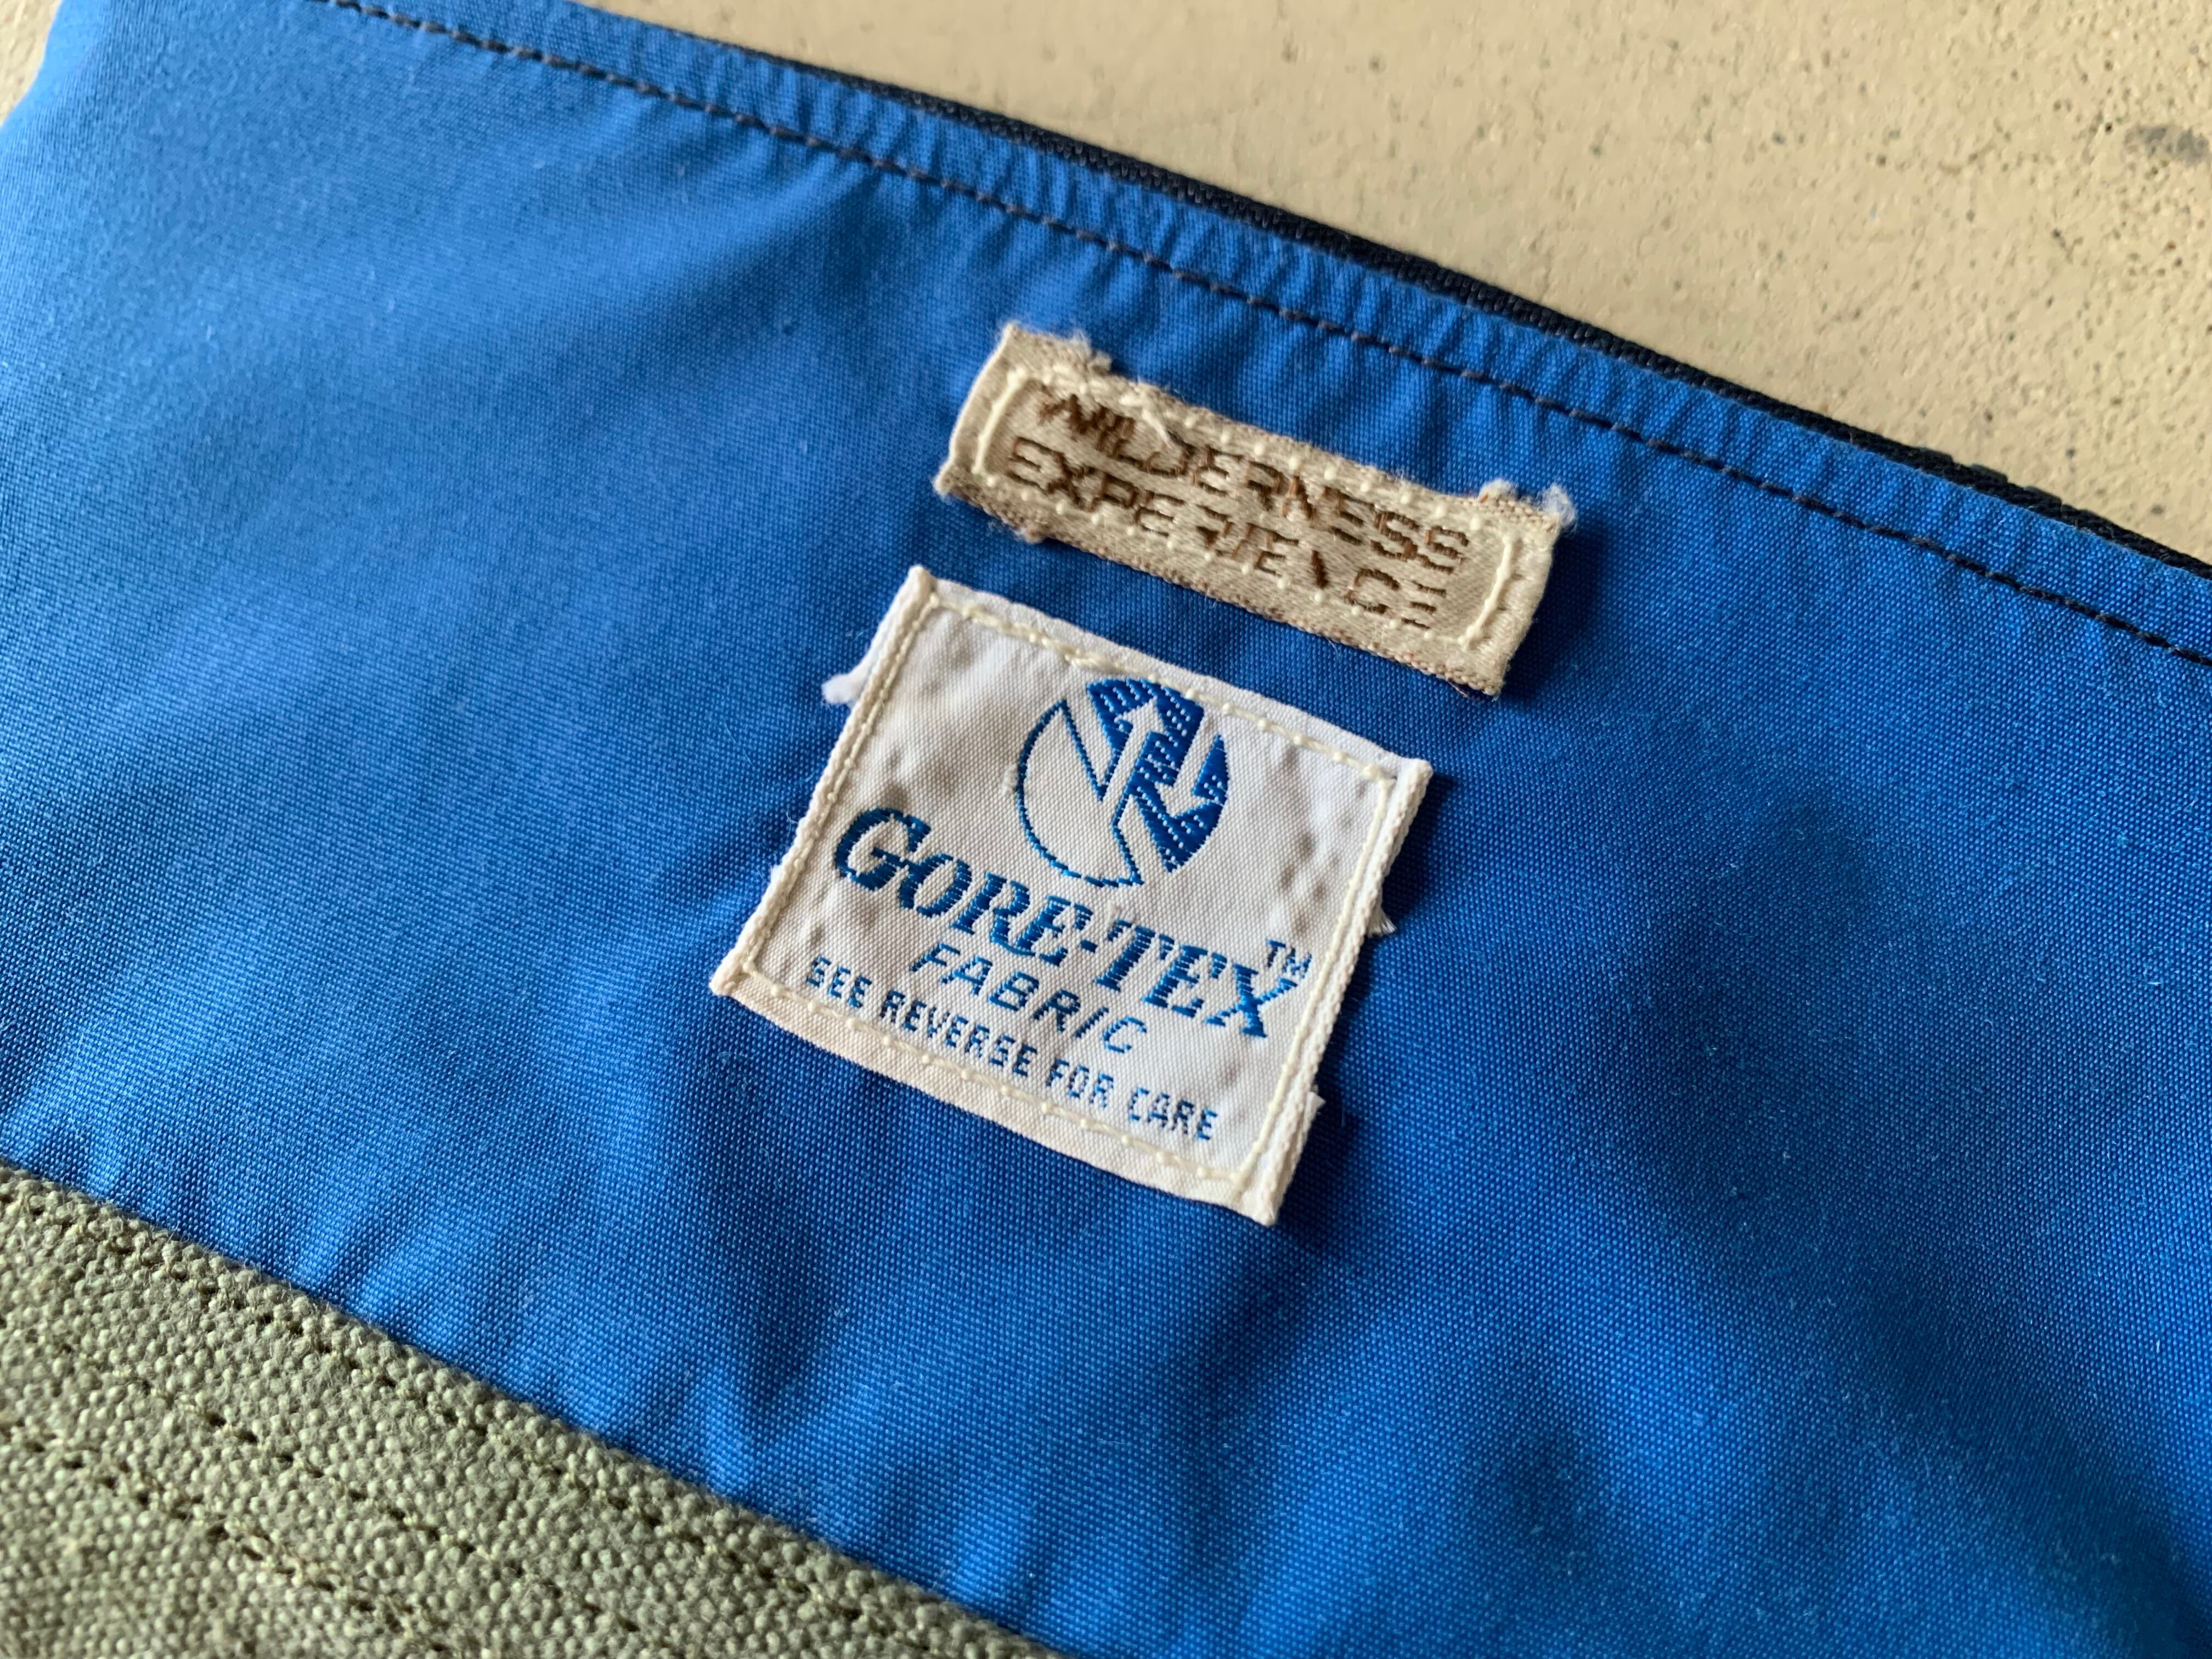 WILDERNESS
EXPERIENCE
GORE-TEX™
FABRIC
SEE REVERSE FOR CARE